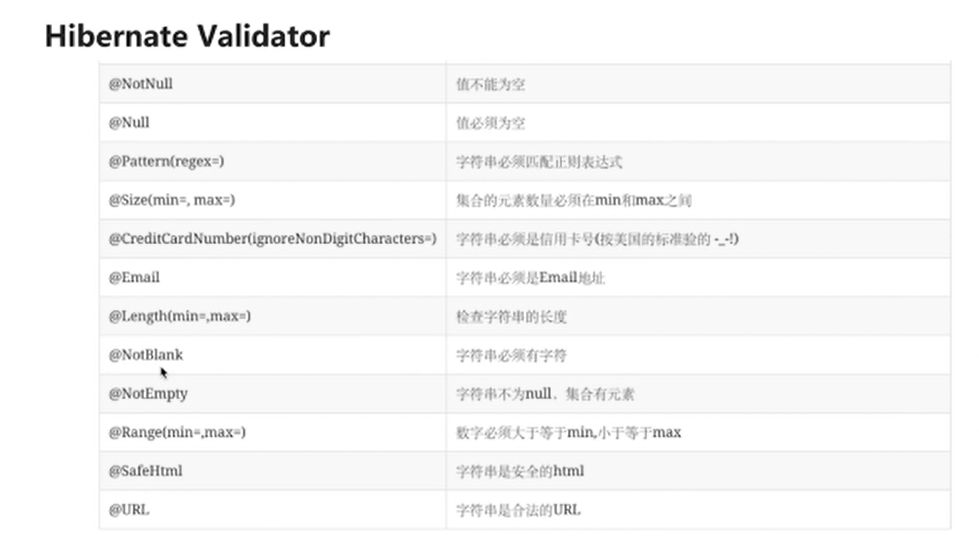 Hibernate Validator
@NotNull 值不能为空
@Null 值必须为空
@Pattern(regex=) 字符串必须匹配正则表达式
@Size(min=, max=) 集合的元素数量必须在min和max之间
@CreditCardNumber(ignoreNonDigitCharacters=) 字符串必须是信用卡号(按美国的标准验的 -_-!)
@Email 字符串必须是Email地址
@Length(min=,max=) 检查字符串的长度
@NotBlank 字符串必须有字符
@NotEmpty 字符串不为null，集合有元素
@Range(min=,max=) 数字必须大于等于min,小于等于max
@SafeHtml 字符串是安全的html
@URL 字符串是合法的URL